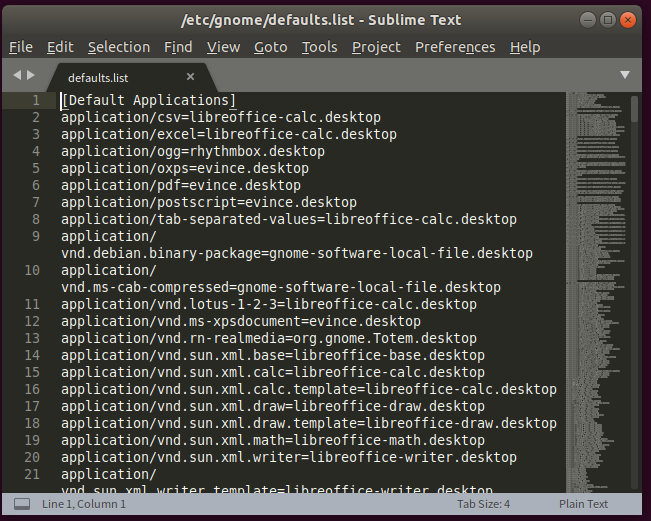 /etc/gnome/defaults.list - Sublime Text
File Edit Selection Find View Goto Tools Project Preferences Help
defaults.list ×
1 [Default Applications]
2 application/csv=libreoffice-calc.desktop
3 application/excel=libreoffice-calc.desktop
4 application/ogg=rhythmbox.desktop
5 application/oxps=evince.desktop
6 application/pdf=evince.desktop
7 application/postscript=evince.desktop
8 application/tab-separated-values=libreoffice-calc.desktop
9 application/
vnd.debian.binary-package=gnome-software-local-file.desktop
10 application/
vnd.ms-cab-compressed=gnome-software-local-file.desktop
11 application/vnd.lotus-1-2-3=libreoffice-calc.desktop
12 application/vnd.ms-xpsdocument=evince.desktop
13 application/vnd.rn-realmedia=org.gnome.Totem.desktop
14 application/vnd.sun.xml.base=libreoffice-base.desktop
15 application/vnd.sun.xml.calc=libreoffice-calc.desktop
16 application/vnd.sun.xml.calc.template=libreoffice-calc.desktop
17 application/vnd.sun.xml.draw=libreoffice-draw.desktop
18 application/vnd.sun.xml.draw.template=libreoffice-draw.desktop
19 application/vnd.sun.xml.math=libreoffice-math.desktop
20 application/vnd.sun.xml.writer=libreoffice-writer.desktop
21 application/
vnd.sun.xml.writer.template=libreoffice-writer.desktop
Line 1, Column 1 Tab Size: 4 Plain Text